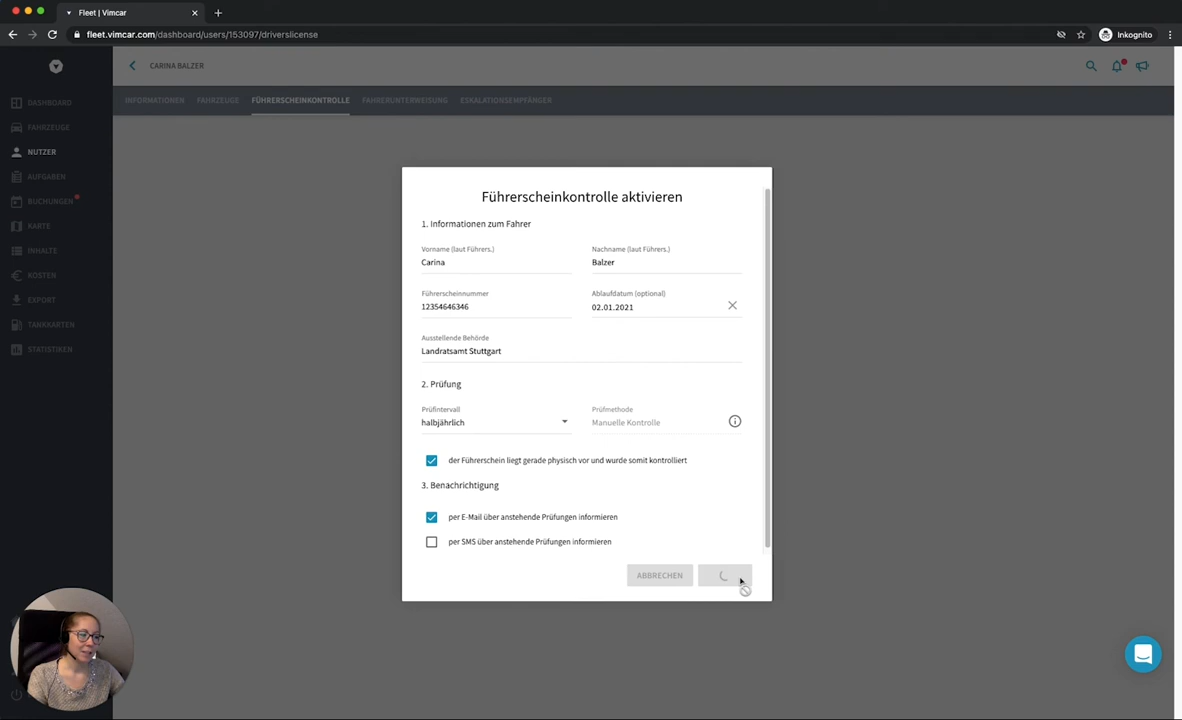 Fleet | Vimcar
fleet.vimcar.com/dashboard/users/153097/driverslicense
Inkognito
CARINA BALZER
INFORMATIONEN FAHRZEUGE FÜHRERSCHEINKONTROLLE FAHRERUNTERWEISUNG ESKALATIONSEMPFÄNGER
DASHBOARD
FAHRZEUGE
NUTZER
AUFGABEN
BUCHUNGEN
KARTE
INHALTE
KOSTEN
EXPORT
TANKKARTEN
STATISTIKEN
Führerscheinkontrolle aktivieren
1. Informationen zum Fahrer
Vorname (laut Führers.) Nachname (laut Führers.)
Carina Balzer
Führerscheinnummer Ablaufdatum (optional)
12354646346 02.01.2021
Ausstellende Behörde
Landratsamt Stuttgart
2. Prüfung
Prüfintervall Prüfmethode
halbjährlich Manuelle Kontrolle
der Führerschein liegt gerade physisch vor und wurde somit kontrolliert
3. Benachrichtigung
per E-Mail über anstehende Prüfungen informieren
per SMS über anstehende Prüfungen informieren
ABBRECHEN